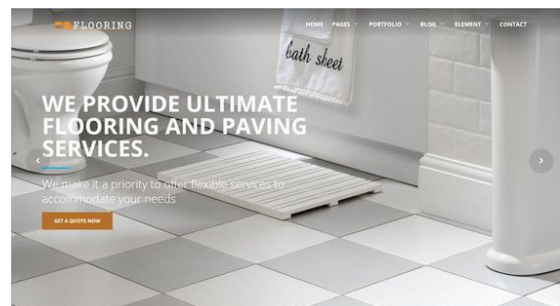 FLOORING
HOME PAGES PORTFOLIO BLOG ELEMENT CONTACT
bath sheet
WE PROVIDE ULTIMATE
FLOORING AND PAVING
SERVICES.
We make it a priority to offer flexible services to
accommodate your needs
GET A QUOTE NOW